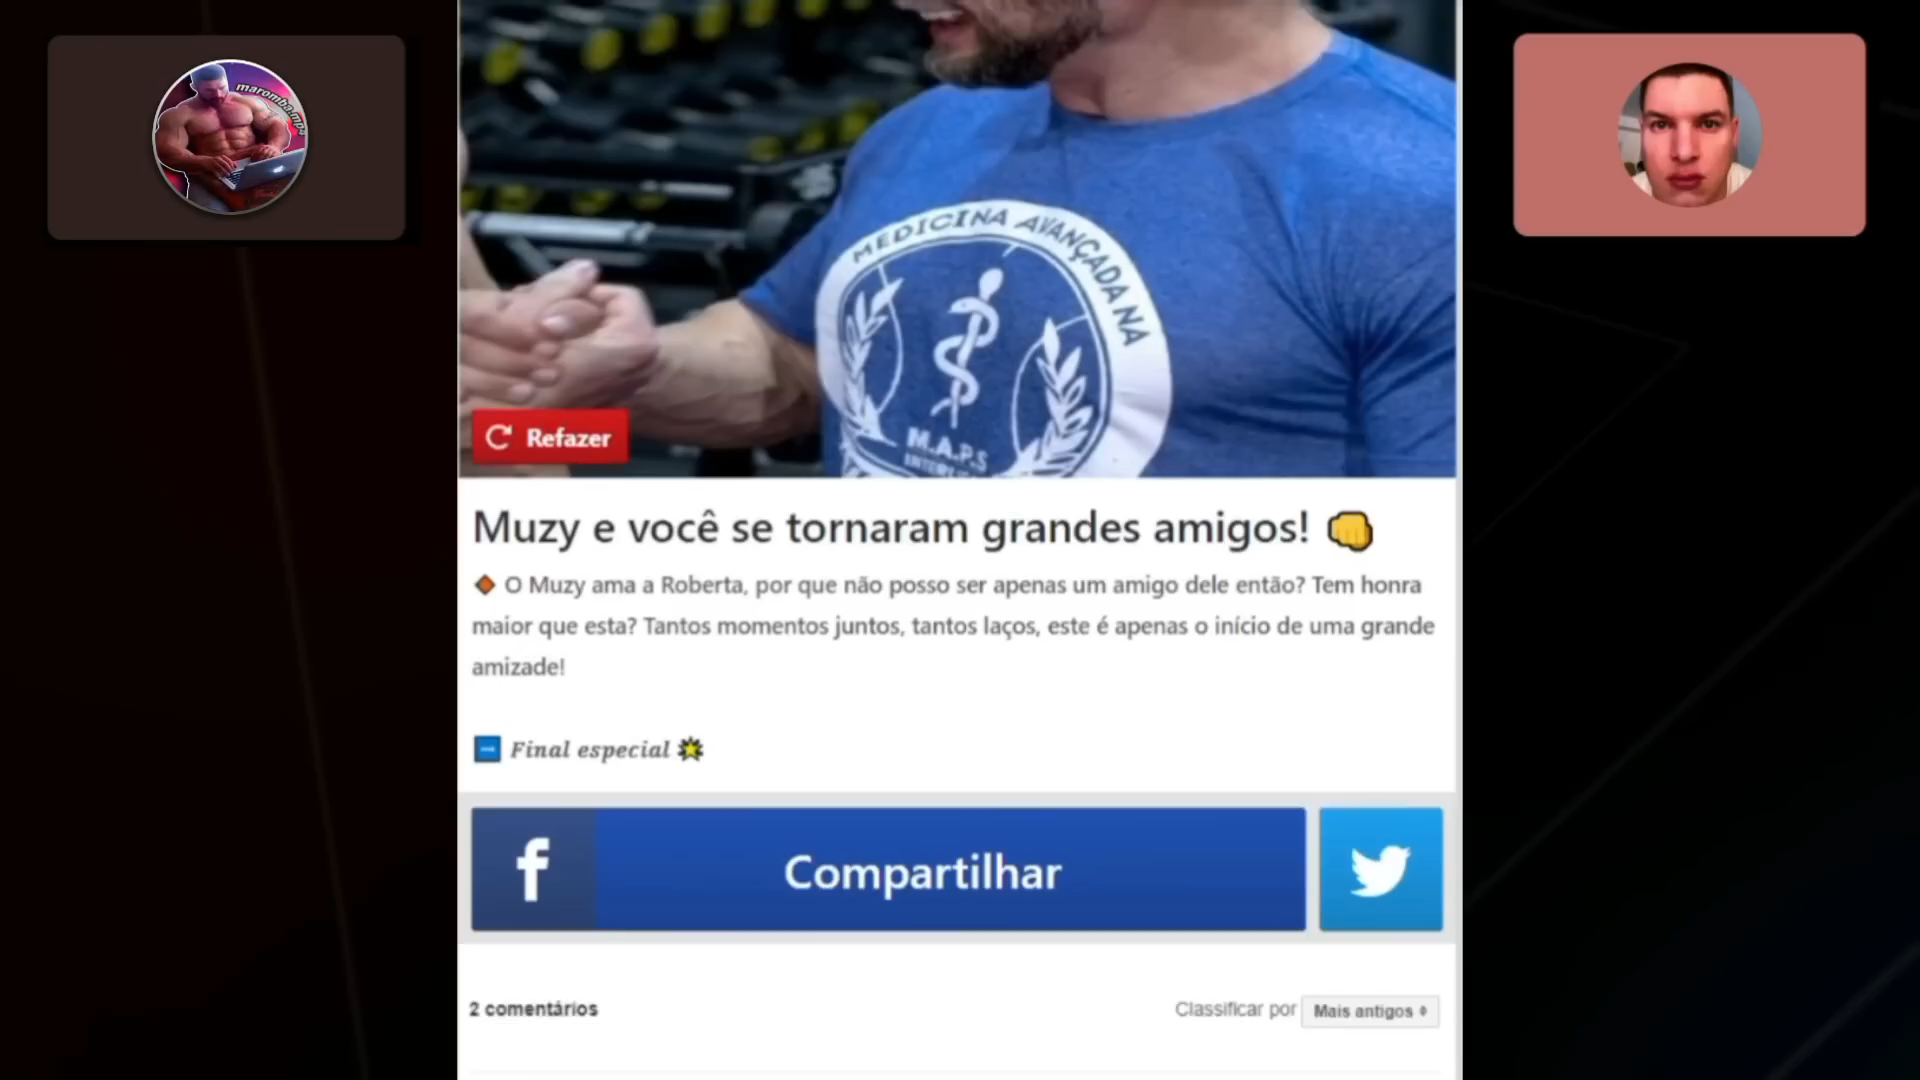 maromba.mp4
MEDICINA AVANÇADA NA
M.A.P.S
Refazer
Muzy e você se tornaram grandes amigos! 👊
🔸 O Muzy ama a Roberta, por que não posso ser apenas um amigo dele então? Tem honra
maior que esta? Tantos momentos juntos, tantos laços, este é apenas o início de uma grande
amizade!
Final especial 🌟
f Compartilhar
2 comentários
Classificar por Mais antigos